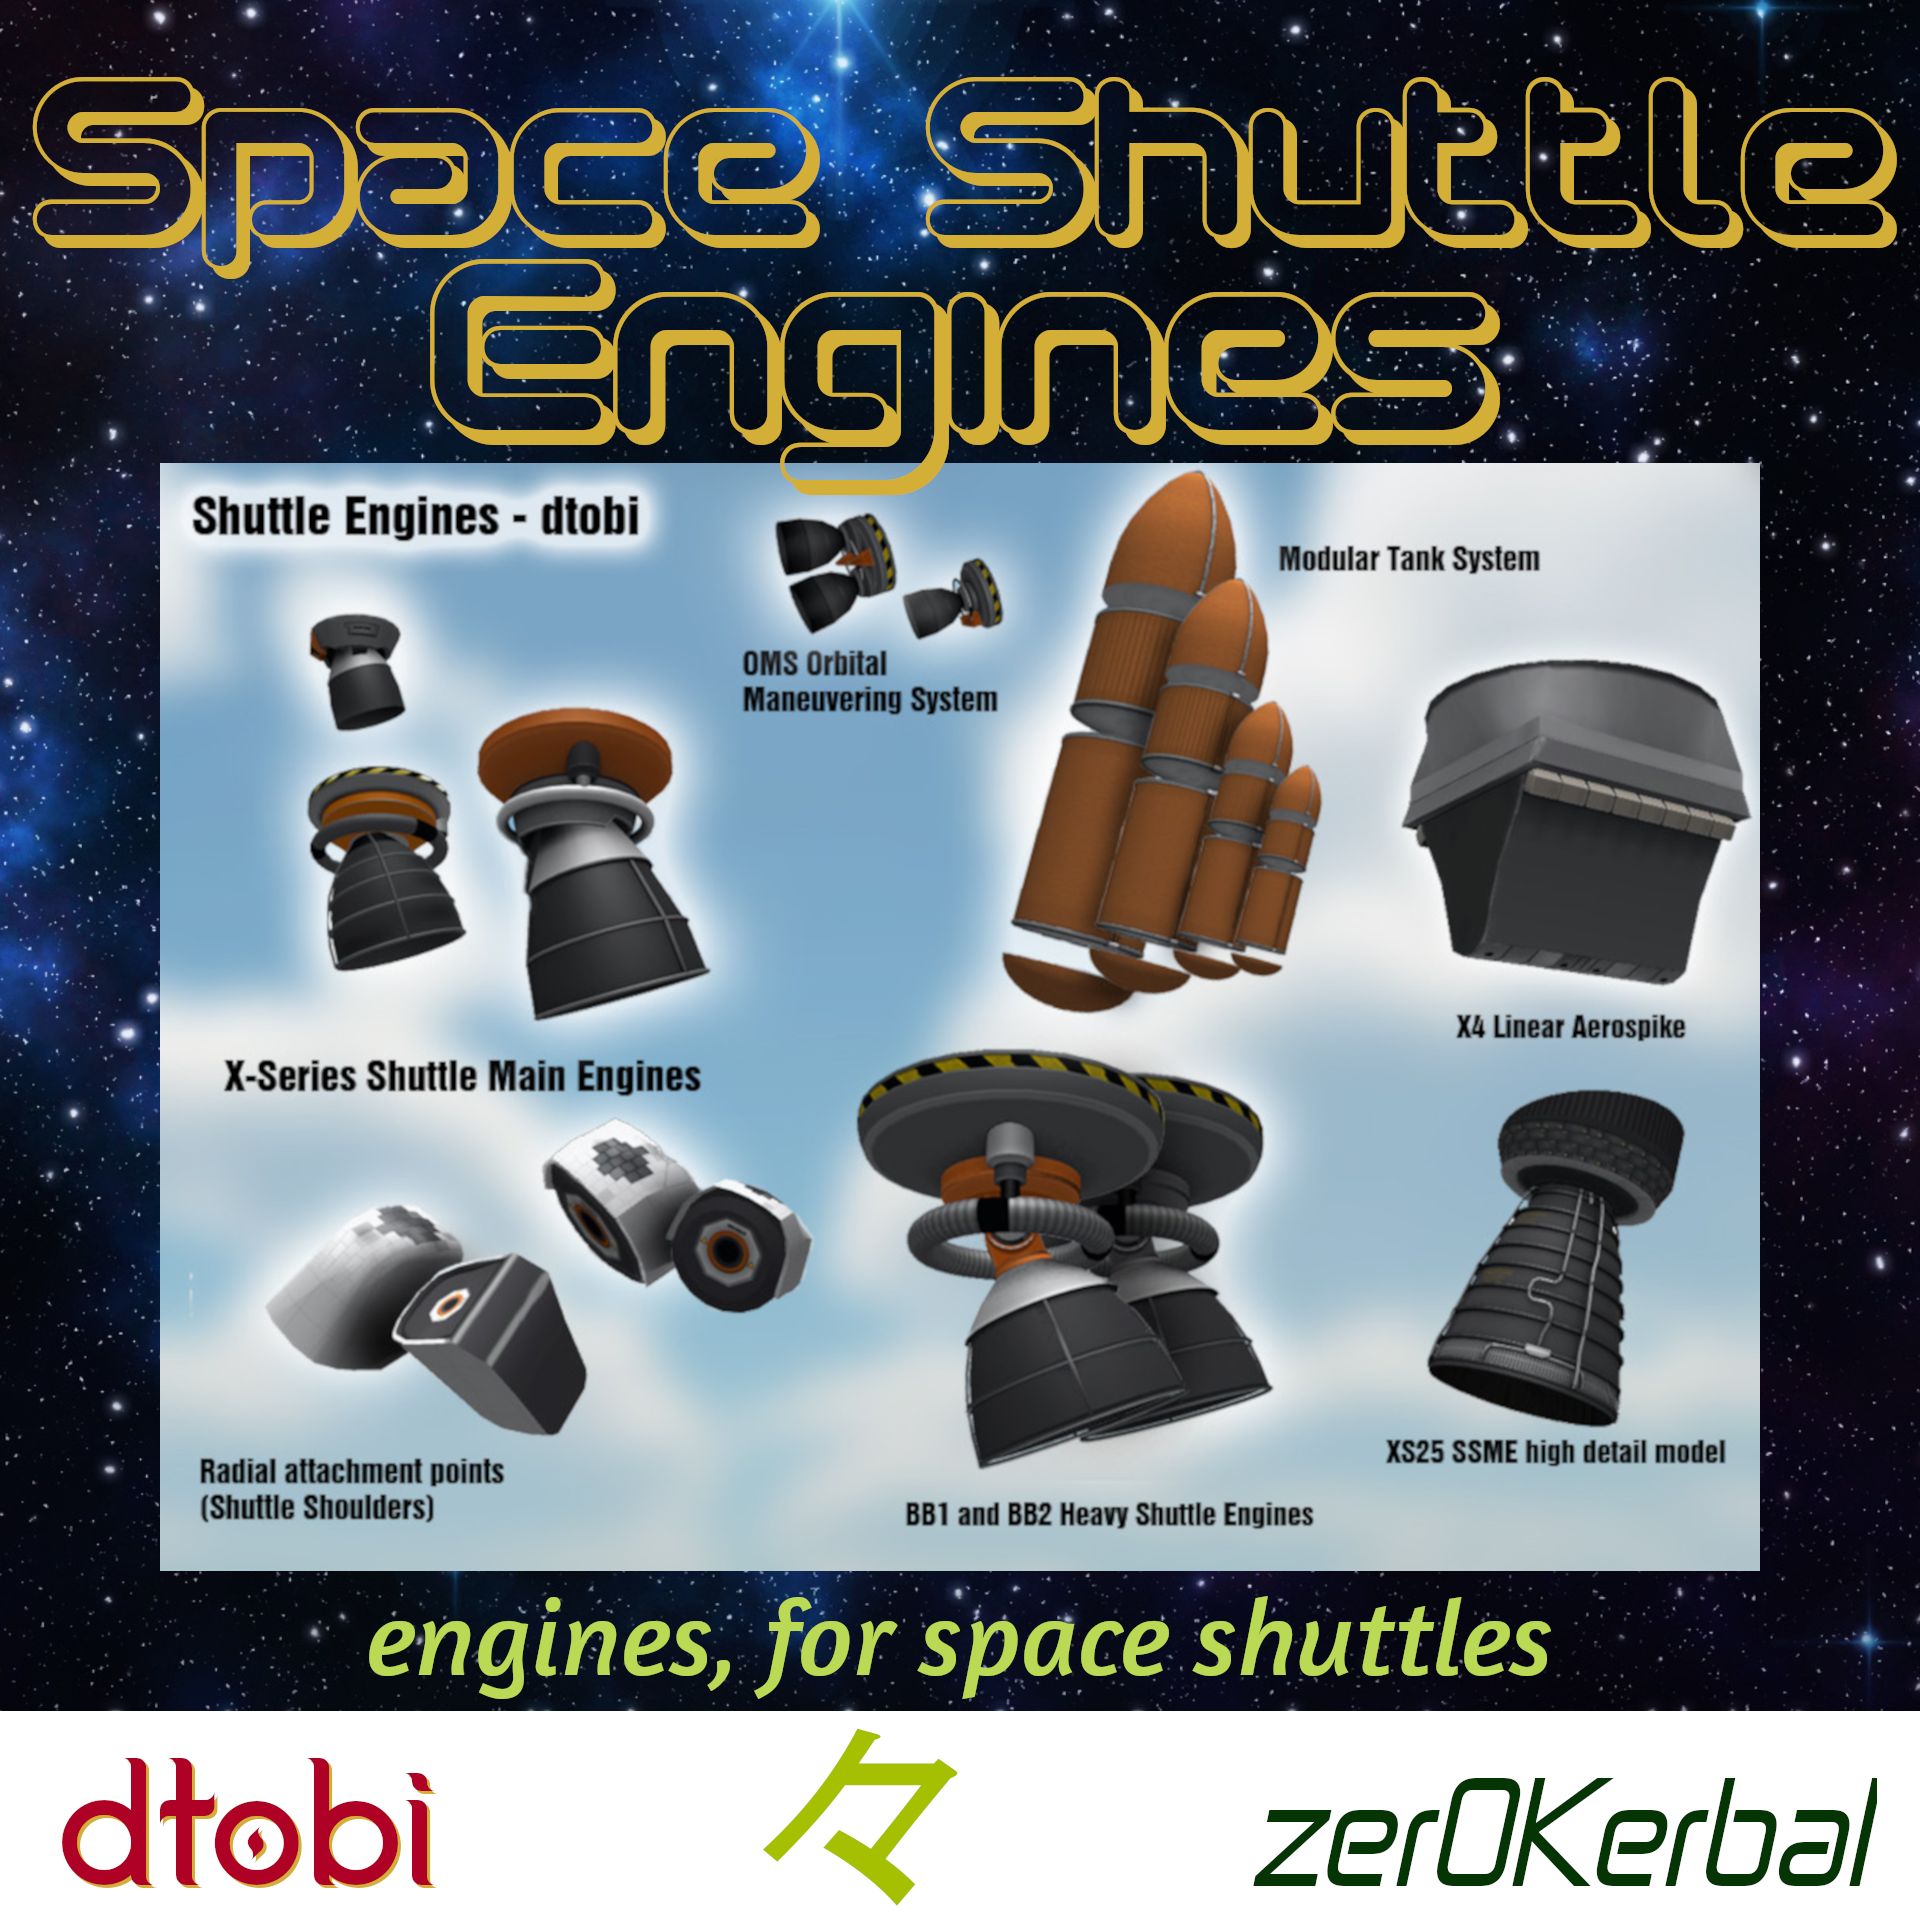 Space Shuttle
Engines
Shuttle Engines - dtobi
OMS Orbital
Maneuvering System
Modular Tank System
X4 Linear Aerospike
X-Series Shuttle Main Engines
Radial attachment points
(Shuttle Shoulders)
BB1 and BB2 Heavy Shuttle Engines
XS25 SSME high detail model
engines, for space shuttles
dtobi
々
zer0Kerbal